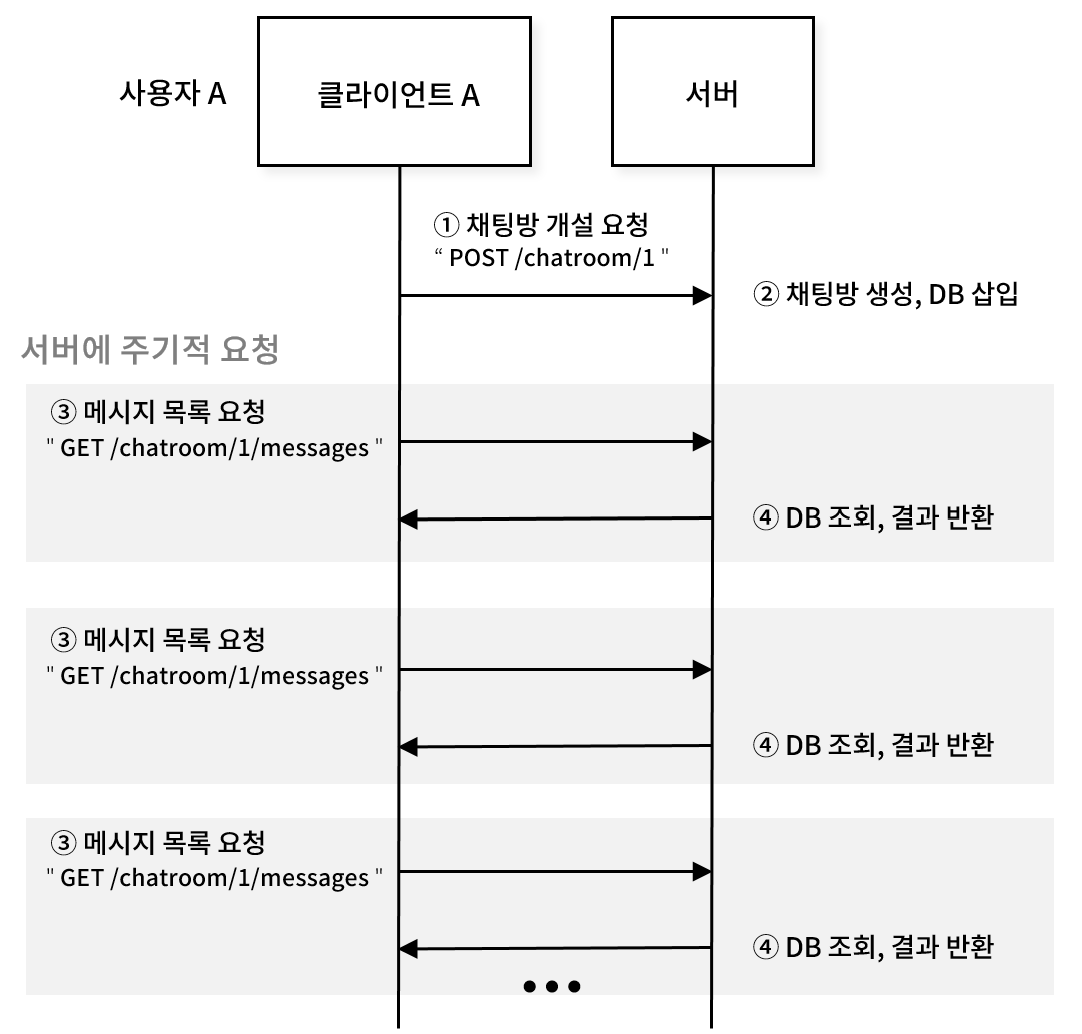 사용자 A
클라이언트 A
서버
① 채팅방 개설 요청
“ POST /chatroom/1 "
② 채팅방 생성, DB 삽입
서버에 주기적 요청
③ 메시지 목록 요청
" GET /chatroom/1/messages "
④ DB 조회, 결과 반환
③ 메시지 목록 요청
" GET /chatroom/1/messages "
④ DB 조회, 결과 반환
③ 메시지 목록 요청
" GET /chatroom/1/messages "
④ DB 조회, 결과 반환
•••